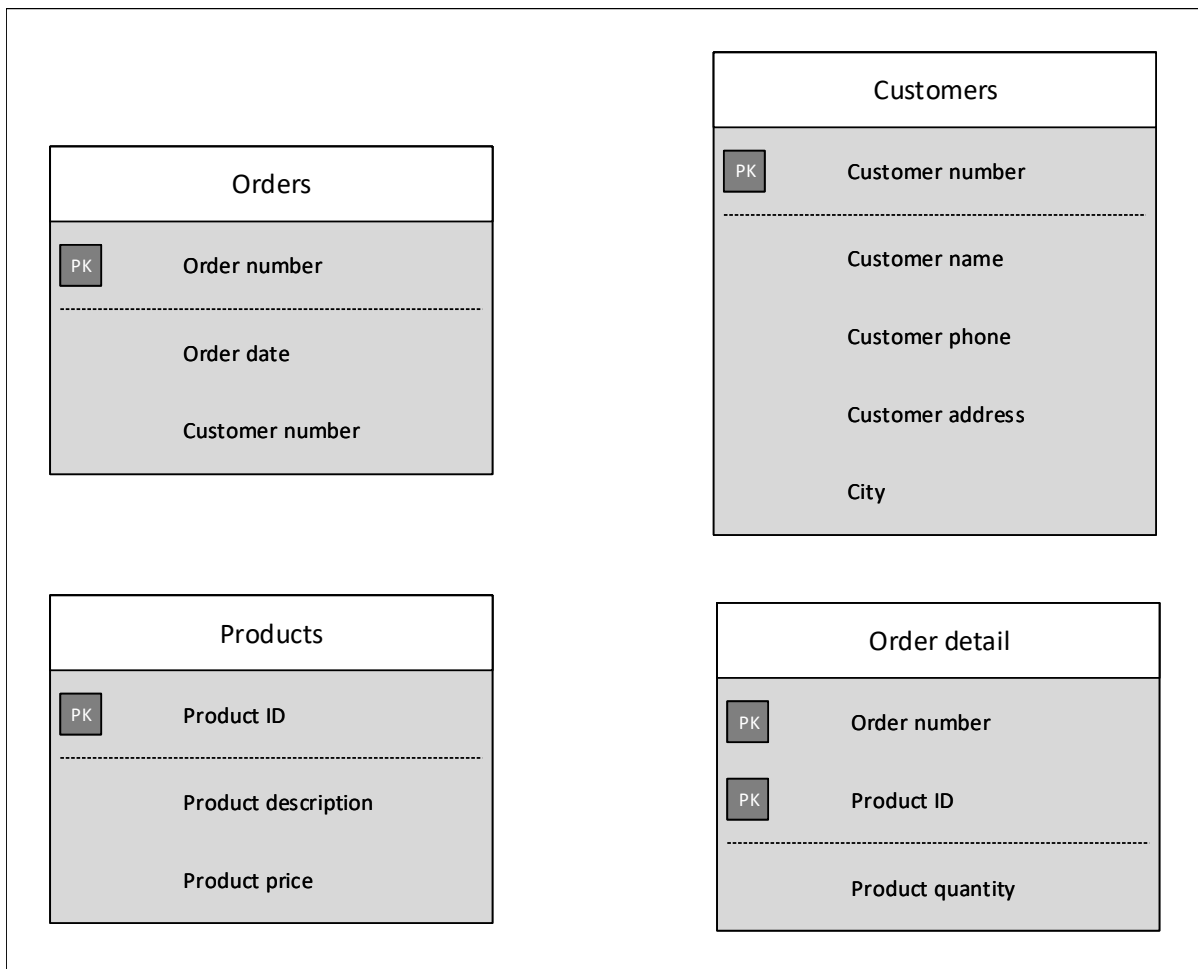 Customers
PK Customer number
Customer name
Customer phone
Customer address
City
Orders
PK Order number
Order date
Customer number
Products
PK Product ID
Product description
Product price
Order detail
PK Order number
PK Product ID
Product quantity